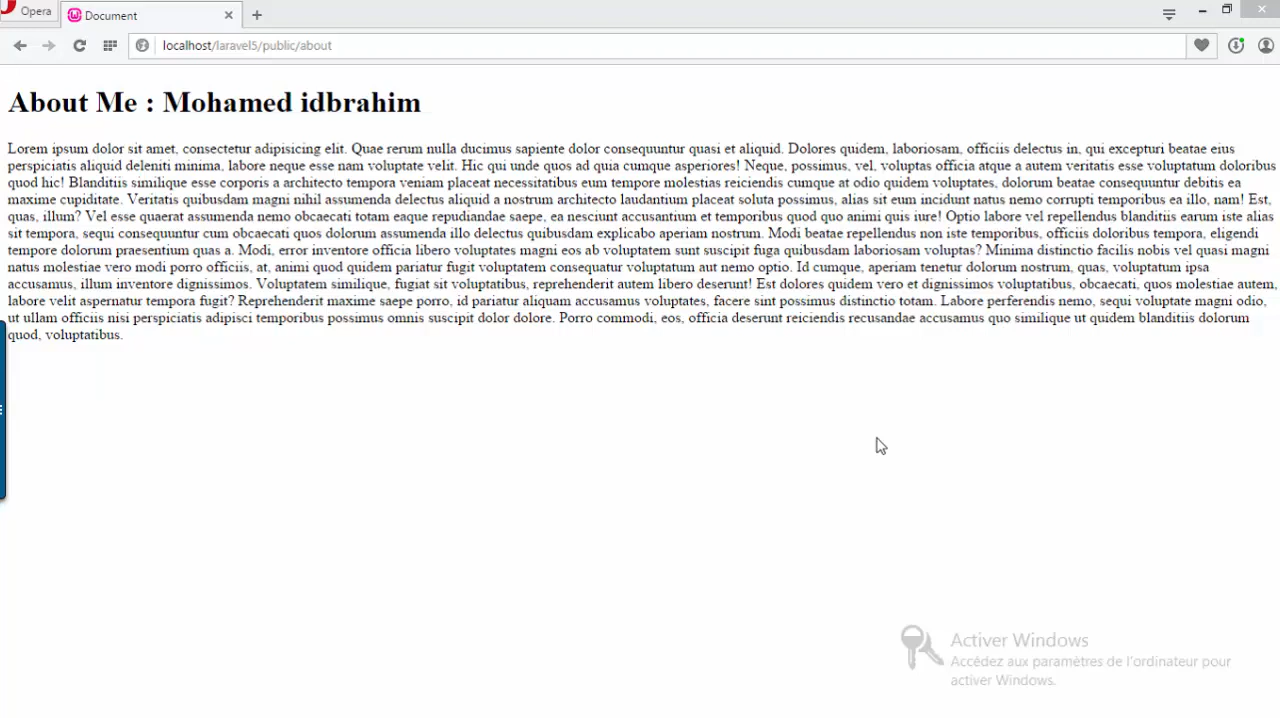 Opera
Document
localhost/laravel5/public/about
About Me : Mohamed idbrahim
Lorem ipsum dolor sit amet, consectetur adipisicing elit. Quae rerum nulla ducimus sapiente dolor consequuntur quasi et aliquid. Dolores quidem, laboriosam, officiis delectus in, qui excepturi beatae eius
perspiciatis aliquid deleniti minima, labore neque esse nam voluptate velit. Hic qui unde quos ad quia cumque asperiores! Neque, possimus, vel, voluptas officia atque a autem veritatis esse voluptatum doloribus
quod hic! Blanditiis similique esse corporis a architecto tempora veniam placeat necessitatibus eum tempore molestias reiciendis cumque at odio quidem voluptates, dolorum beatae consequuntur debitis ea
maxime cupiditate. Veritatis quibusdam magni nihil assumenda delectus aliquid a nostrum architecto laudantium placeat soluta possimus, alias sit eum incidunt natus nemo corrupti temporibus ea illo, nam! Est,
quas, illum? Vel esse quaerat assumenda nemo obcaecati totam eaque repudiandae saepe, ea nesciunt accusantium et temporibus quod quo animi quis iure! Optio labore vel repellendus blanditiis earum iste alias
sit tempora, sequi consequuntur cum obcaecati quos dolorum assumenda illo delectus quibusdam explicabo aperiam nostrum. Modi beatae repellendus non iste temporibus, officiis doloribus tempora, eligendi
tempore dolorum praesentium quas a. Modi, error inventore officia libero voluptates magni eos ab voluptatem sunt suscipit fuga quibusdam laboriosam voluptas? Minima distinctio facilis nobis vel quasi magni
natus molestiae vero modi porro officiis, at, animi quod quidem pariatur fugit voluptatem consequatur voluptatum aut nemo optio. Id cumque, aperiam tenetur dolorum nostrum, quas, voluptatum ipsa
accusamus, illum inventore dignissimos. Voluptatem similique, fugiat sit voluptatibus, reprehenderit autem libero deserunt! Est dolores quidem vero et dignissimos voluptatibus, obcaecati, quos molestiae autem,
labore velit aspernatur tempora fugit? Reprehenderit maxime saepe porro, id pariatur aliquam accusamus voluptates, facere sint possimus distinctio totam. Labore perferendis nemo, sequi voluptate magni odio,
ut ullam officiis nisi perspiciatis adipisci temporibus possimus omnis suscipit dolor dolore. Porro commodi, eos, officia deserunt reiciendis recusandae accusamus quo similique ut quidem blanditiis dolorum
quod, voluptatibus.
Activer Windows
Accédez aux paramètres de l'ordinateur pour
activer Windows.